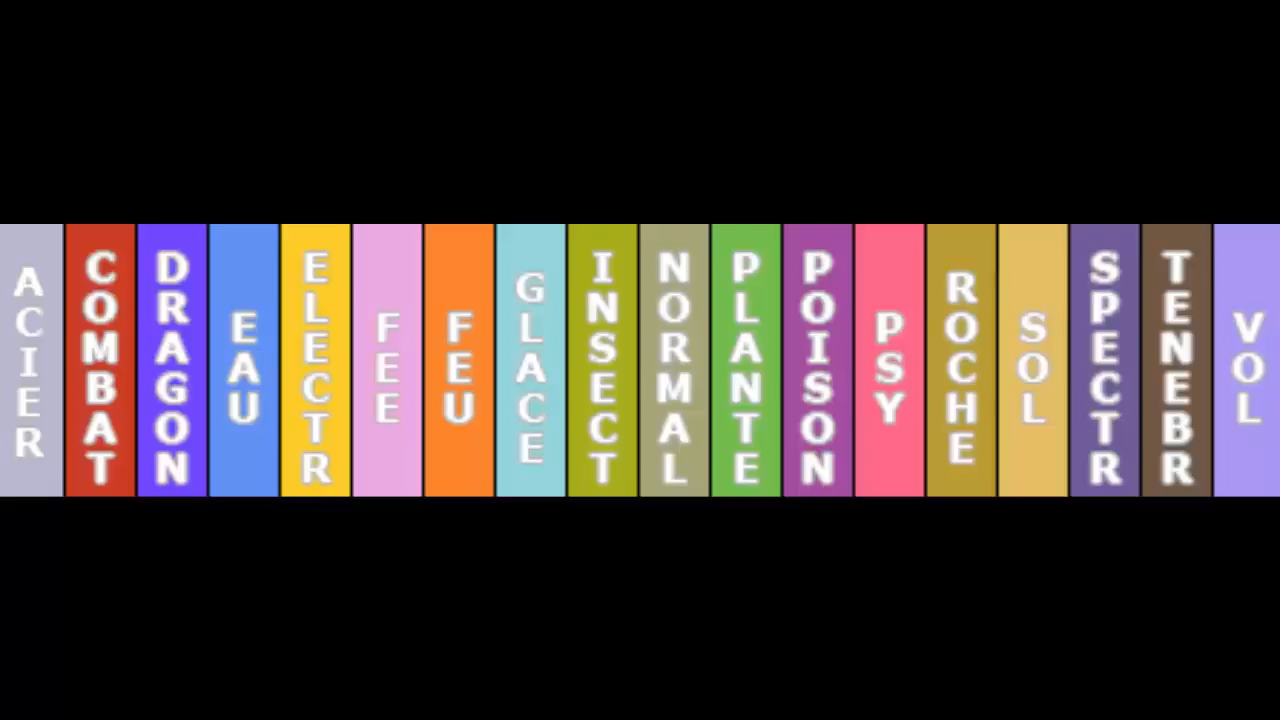 ACIER
COMBAT
DRAGON
EAU
ELECTR
FEE
FEU
GLACE
INSECT
NORMAL
PLANTE
POISON
PSY
ROCHE
SOL
SPECTR
TENEBR
VOL